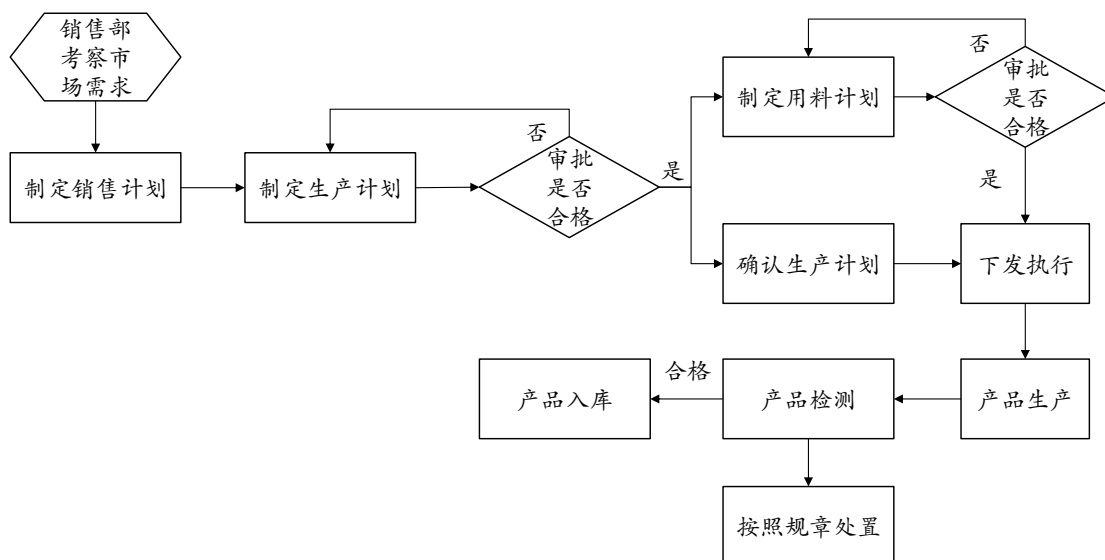 销售部
考察市
场需求
制定销售计划
制定生产计划
否
审批
是否
合格
是
制定用料计划
否
审批
是否
合格
是
确认生产计划
下发执行
产品生产
产品检测
合格
产品入库
按照规章处置